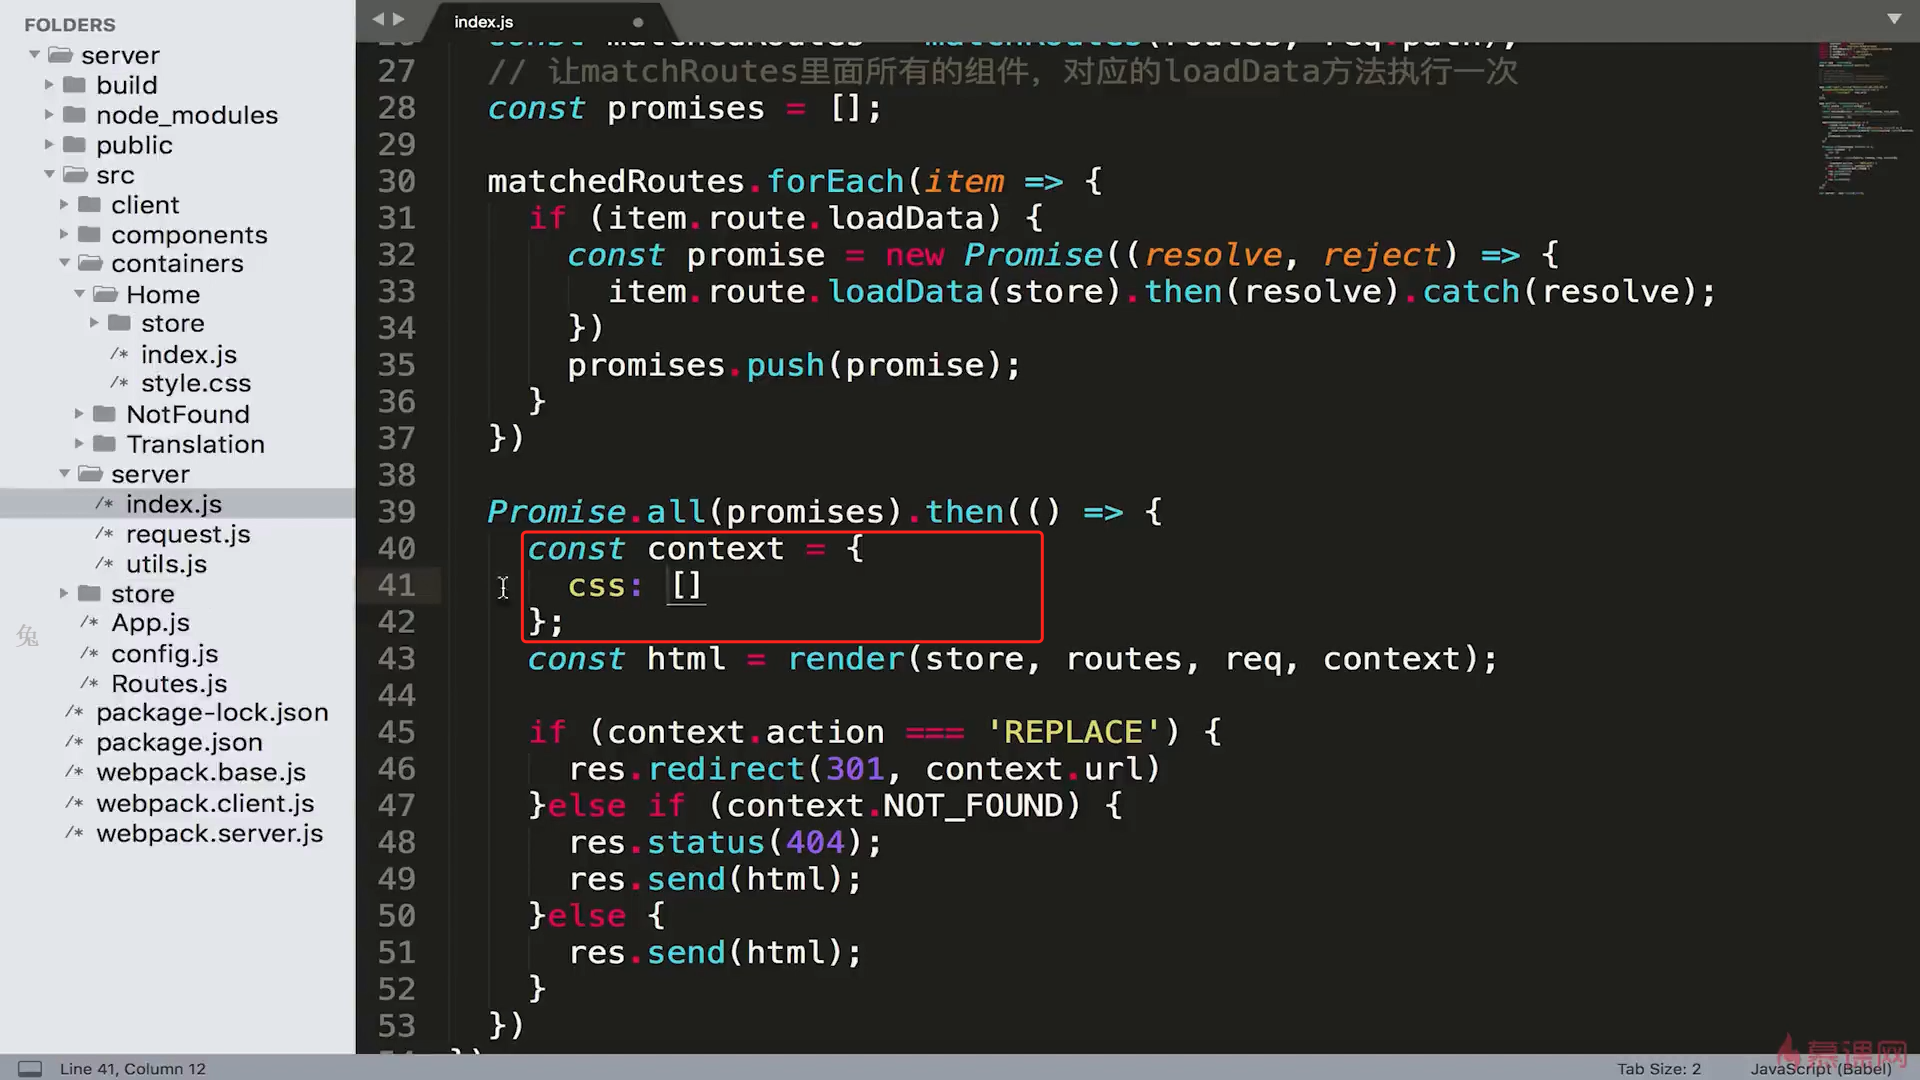 FOLDERS
server
build
node_modules
public
src
client
components
containers
Home
store
/* index.js
/* style.css
NotFound
Translation
server
/* index.js
/* request.js
/* utils.js
store
/* App.js
/* config.js
/* Routes.js
/* package-lock.json
/* package.json
/* webpack.base.js
/* webpack.client.js
/* webpack.server.js
兔
index.js
const matchedRoutes = matchRoutes(routes, req.path);
27 // 让matchRoutes里面所有的组件，对应的loadData方法执行一次
28 const promises = [];
29
30 matchedRoutes.forEach(item => {
31 if (item.route.loadData) {
32 const promise = new Promise((resolve, reject) => {
33 item.route.loadData(store).then(resolve).catch(resolve);
34 })
35 promises.push(promise);
36 }
37 })
38
39 Promise.all(promises).then(() => {
40 const context = {
41 css: []
42 };
43 const html = render(store, routes, req, context);
44
45 if (context.action === 'REPLACE') {
46 res.redirect(301, context.url)
47 }else if (context.NOT_FOUND) {
48 res.status(404);
49 res.send(html);
50 }else {
51 res.send(html);
52 }
53 })
Line 41, Column 12
Tab Size: 2
JavaScript (Babel)
慕课网